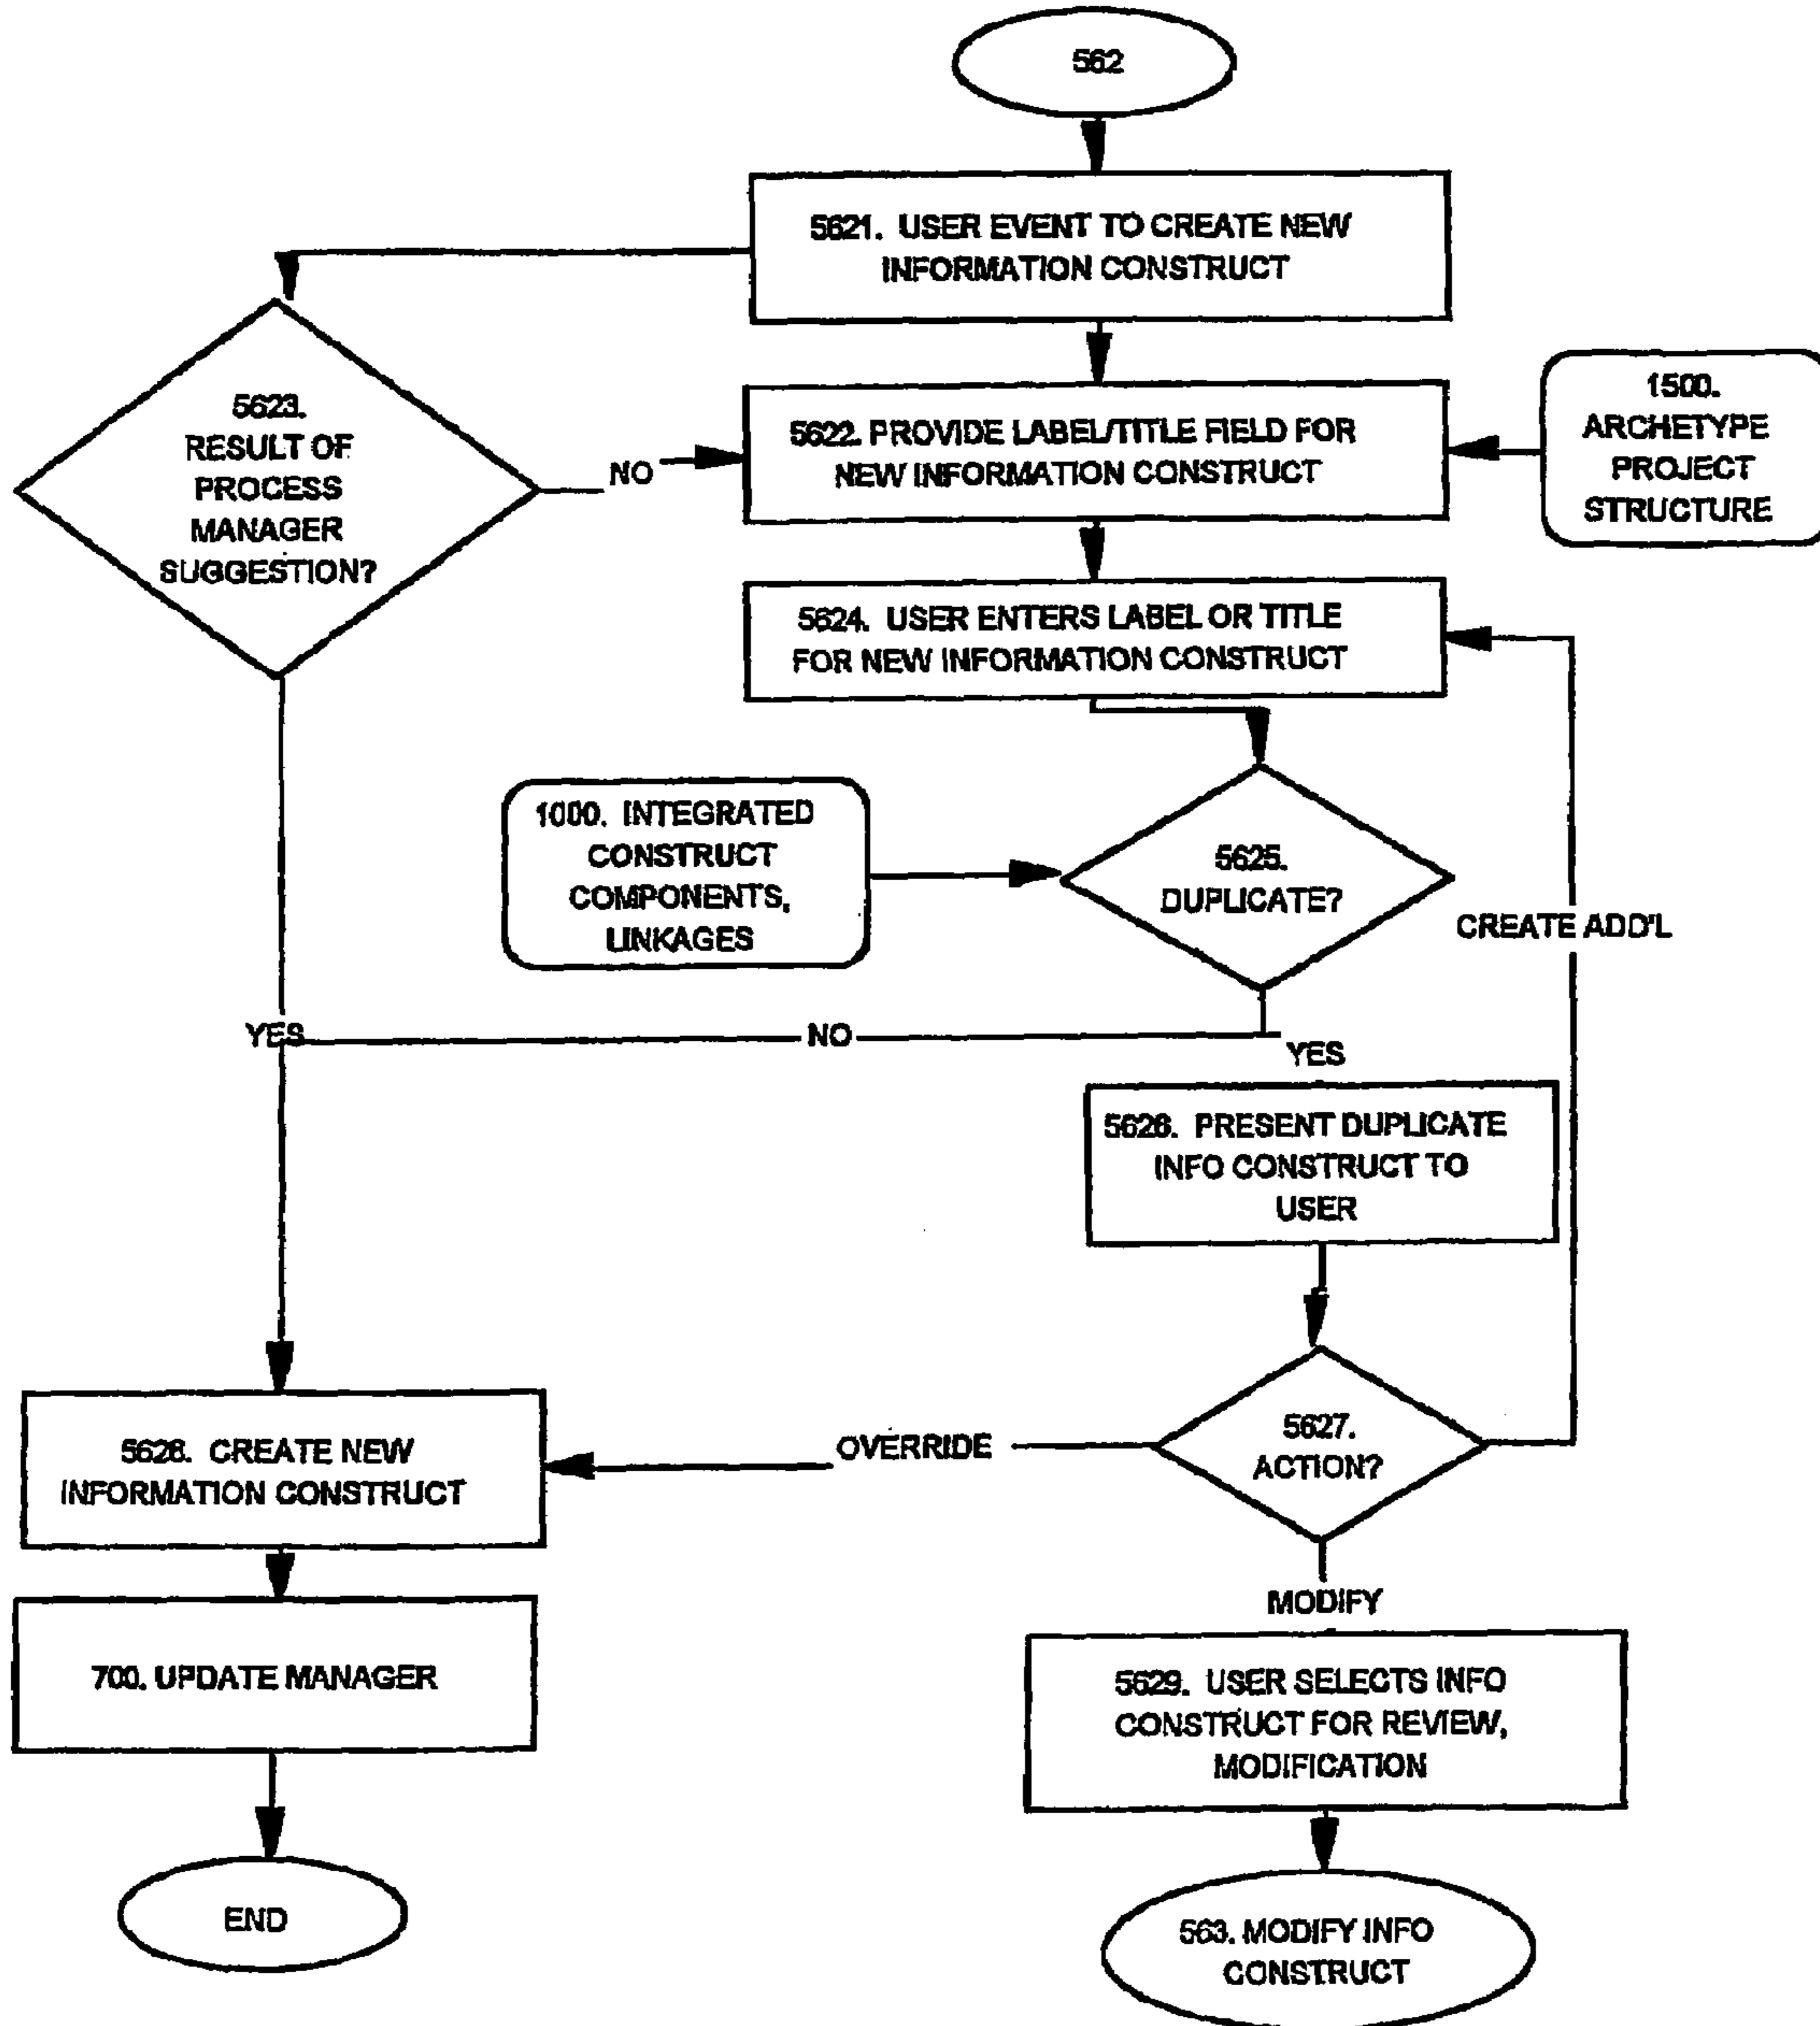 562
5621. USER EVENT TO CREATE NEW
INFORMATION CONSTRUCT
5623.
RESULT OF
PROCESS
MANAGER
SUGGESTION?
NO
5622. PROVIDE LABEL/TITLE FIELD FOR
NEW INFORMATION CONSTRUCT
1500.
ARCHETYPE
PROJECT
STRUCTURE
5624. USER ENTERS LABEL OR TITLE
FOR NEW INFORMATION CONSTRUCT
1000. INTEGRATED
CONSTRUCT
COMPONENTS,
LINKAGES
5625.
DUPLICATE?
CREATE ADD'L
YES
NO
YES
5626. PRESENT DUPLICATE
INFO CONSTRUCT TO
USER
5628. CREATE NEW
INFORMATION CONSTRUCT
OVERRIDE
5627.
ACTION?
MODIFY
700. UPDATE MANAGER
5629. USER SELECTS INFO
CONSTRUCT FOR REVIEW,
MODIFICATION
END
563. MODIFY INFO
CONSTRUCT